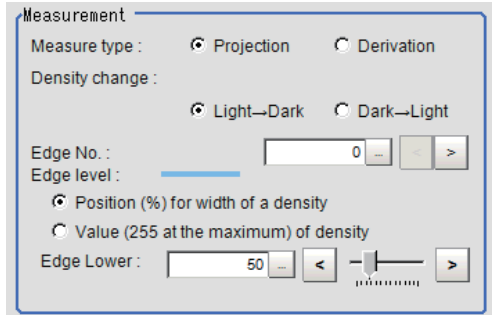 Measurement
Measure type : Projection Derivation
Density change :
Light→Dark Dark→Light
Edge No. : 0 ... < >
Edge level :
Position (%) for width of a density
Value (255 at the maximum) of density
Edge Lower : 50 ... < >